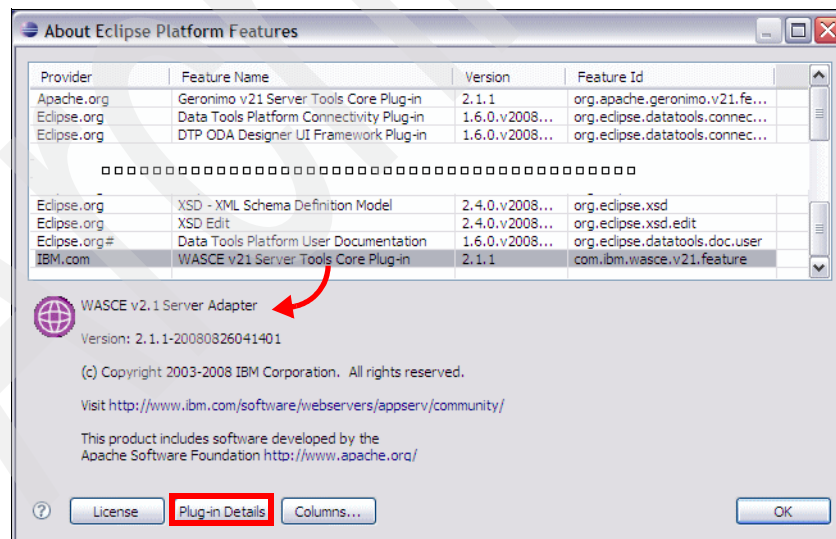 About Eclipse Platform Features
Provider Feature Name Version Feature Id
Apache.org Geronimo v21 Server Tools Core Plug-in 2.1.1 org.apache.geronimo.v21.fe...
Eclipse.org Data Tools Platform Connectivity Plug-in 1.6.0.v2008... org.eclipse.datatools.connec...
Eclipse.org DTP ODA Designer UI Framework Plug-in 1.6.0.v2008... org.eclipse.datatools.connec...
Eclipse.org XSD - XML Schema Definition Model 2.4.0.v2008... org.eclipse.xsd
Eclipse.org XSD Edit 2.4.0.v2008... org.eclipse.xsd.edit
Eclipse.org# Data Tools Platform User Documentation 1.6.0.v2008... org.eclipse.datatools.doc.user
IBM.com WASCE v21 Server Tools Core Plug-in 2.1.1 com.ibm.wasce.v21.feature
WASCE v2.1 Server Adapter
Version: 2.1.1-20080826041401
(c) Copyright 2003-2008 IBM Corporation. All rights reserved.
Visit http://www.ibm.com/software/webservers/appserv/community/
This product includes software developed by the
Apache Software Foundation http://www.apache.org/
? License Plug-in Details Columns... OK